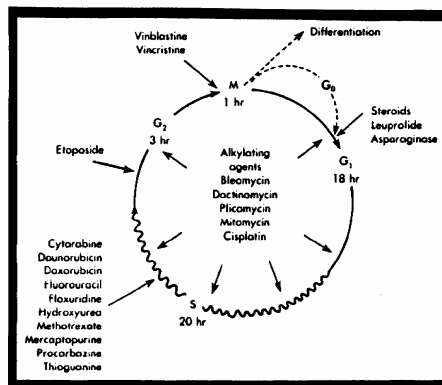 Vinblastine
Vincristine
Differentiation
M
1 hr
G0
G2
3 hr
Steroids
Leuprolide
Asparaginase
G1
18 hr
Etoposide
Alkylating
agents
Bleomycin
Dactinomycin
Plicamycin
Mitomycin
Cisplatin
Cytarabine
Daunorubicin
Doxorubicin
Fluorouracil
Floxuridine
Hydroxyurea
Methotrexate
Mercaptopurine
Procarbazine
Thioguanine
S
20 hr